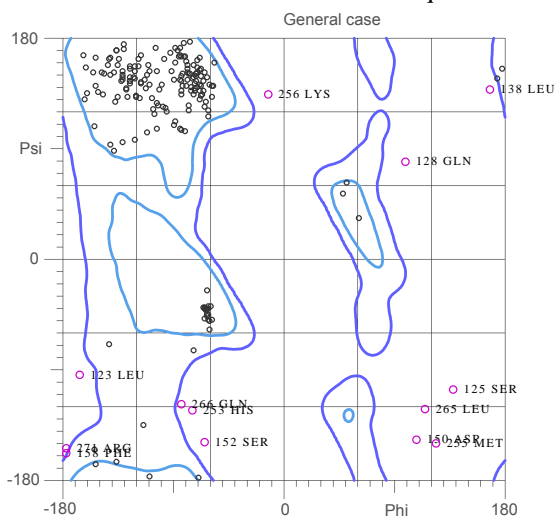 General case
180
256 LYS
138 LEU
Psi
128 GLN
0
123 LEU
125 SER
266 GLN
253 HIS
265 LEU
152 SER
150 ASP
255 MET
271 ARG
158 PHE
-180
-180
0
Phi
180